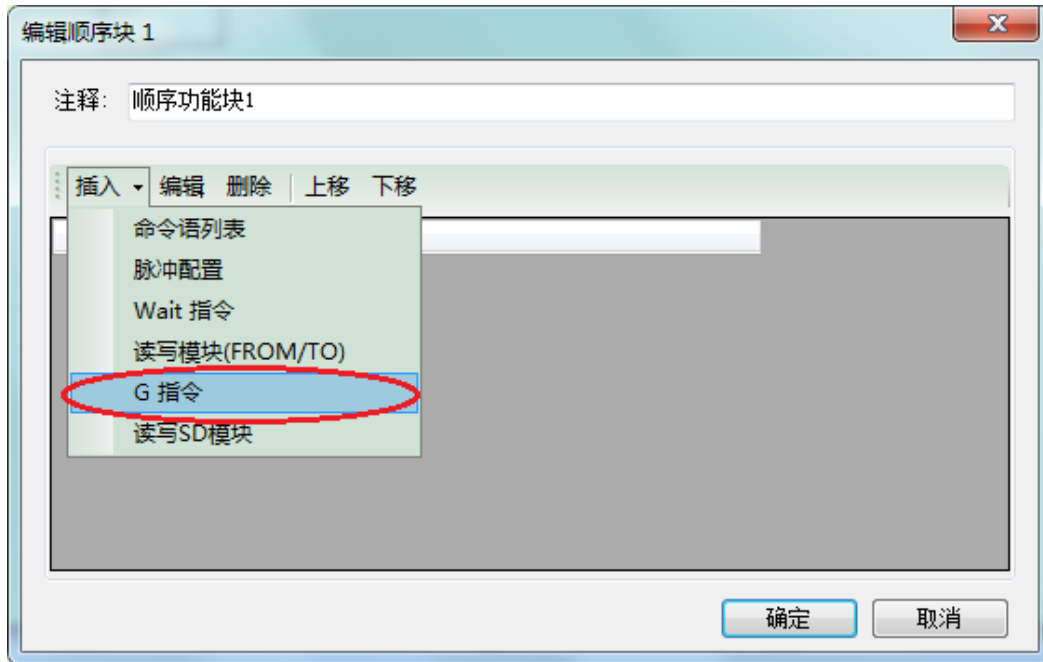 编辑顺序块 1
注释: 顺序功能块1
插入 编辑 删除 上移 下移
命令语列表
脉冲配置
Wait 指令
读写模块(FROM/TO)
G 指令
读写SD模块
确定 取消